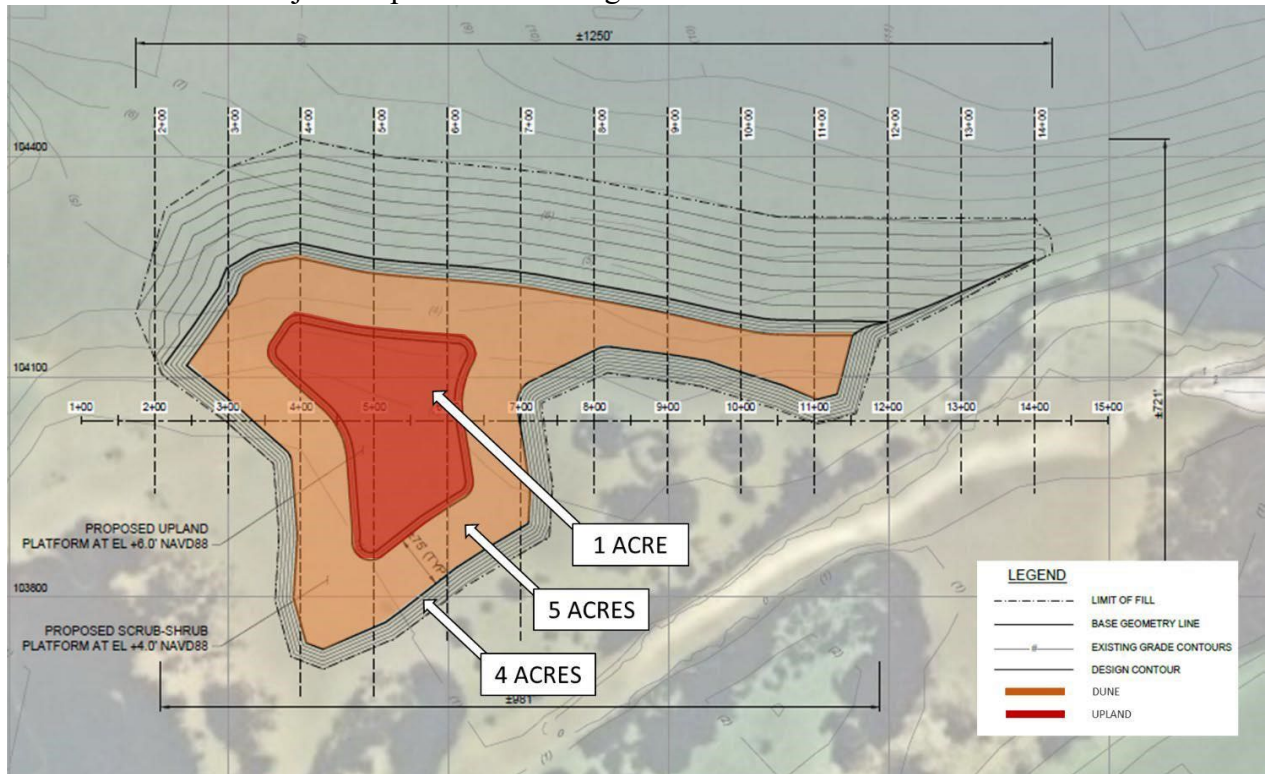 ±1250'
2+00 3+00 4+00 5+00 6+00 7+00 8+00 9+00 10+00 11+00 12+00 13+00 14+00
104400
104100
1+00 2+00 3+00 4+00 5+00 7+00 8+00 9+00 10+00 11+00 12+00 13+00 14+00 15+00
±721'
PROPOSED UPLAND
PLATFORM AT EL +6.0' NAVD88
1 ACRE
103800
5 ACRES
PROPOSED SCRUB-SHRUB
PLATFORM AT EL +4.0' NAVD88
4 ACRES
±981'
LEGEND
LIMIT OF FILL
BASE GEOMETRY LINE
EXISTING GRADE CONTOURS
DESIGN CONTOUR
DUNE
UPLAND